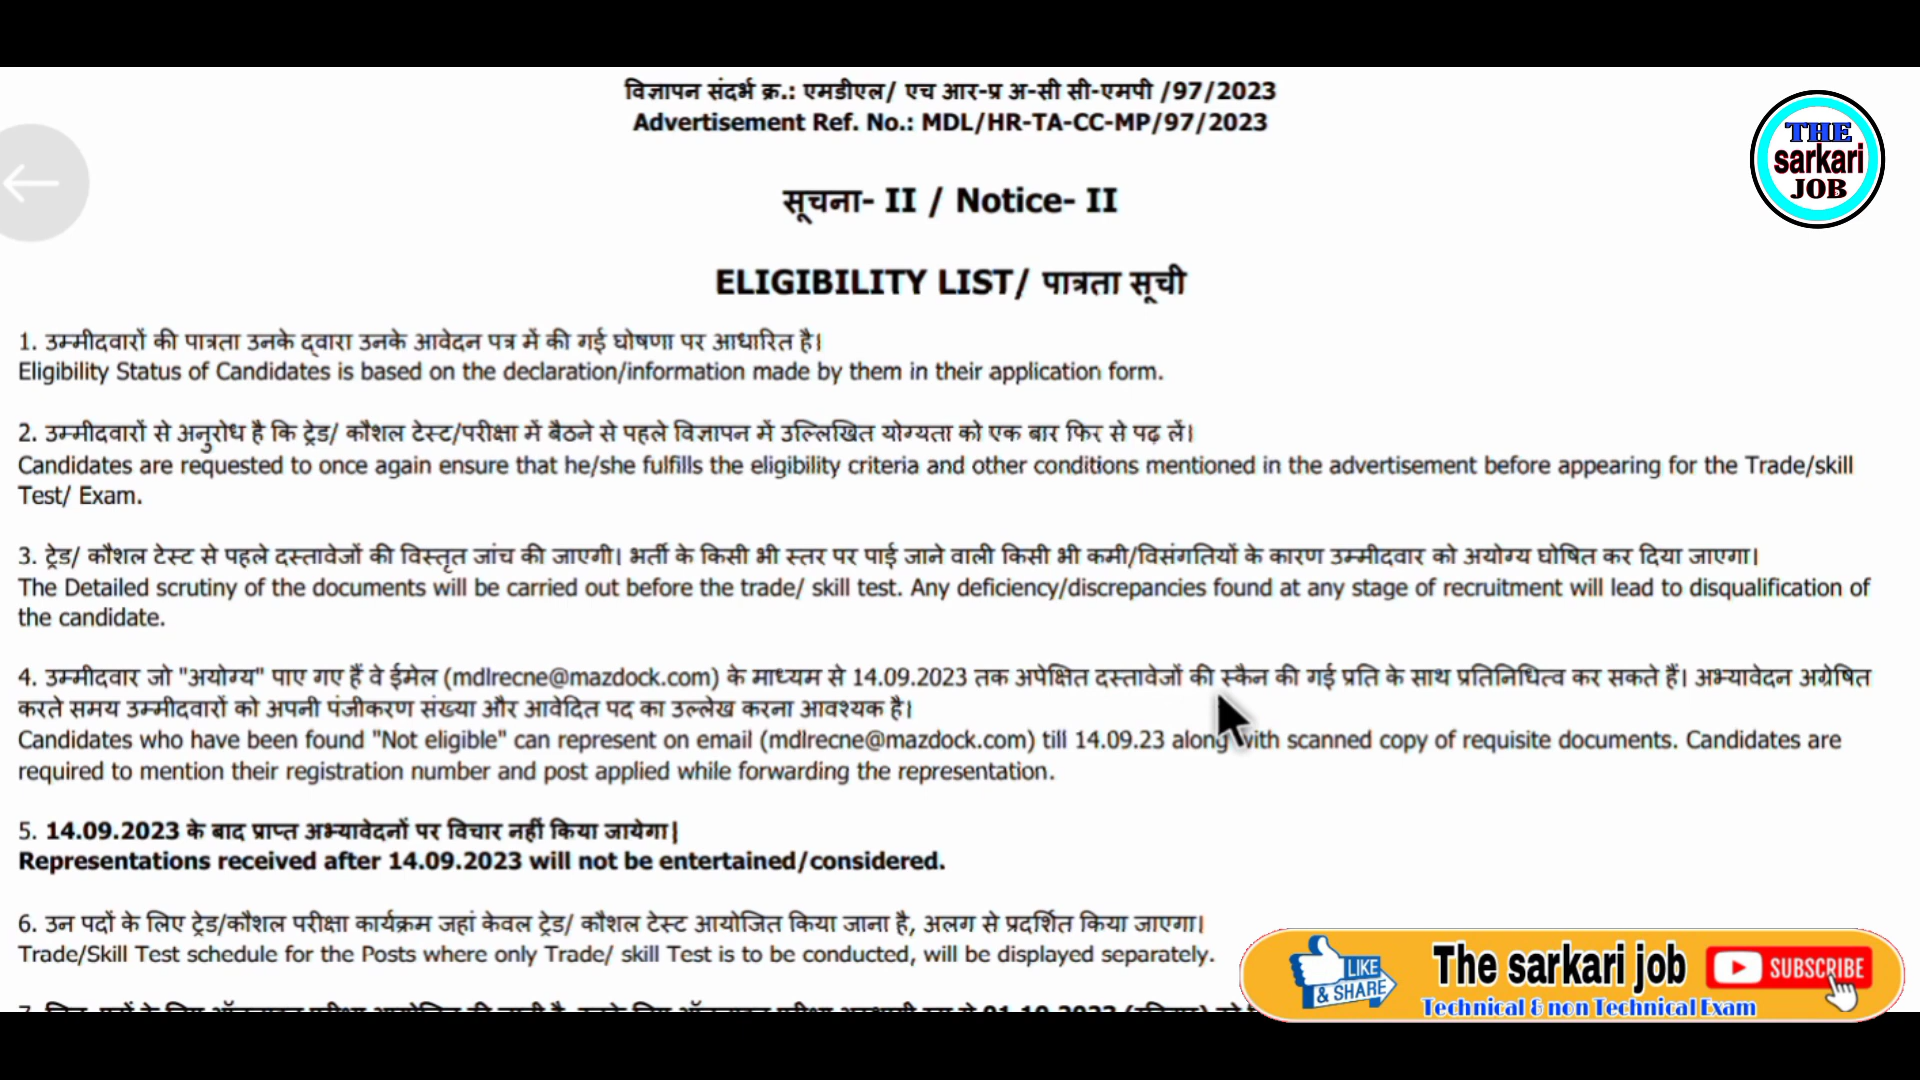 विज्ञापन संदर्भ क्र.: एमडीएल/ एच आर-प्र अ-सी सी-एमपी /97/2023
Advertisement Ref. No.: MDL/HR-TA-CC-MP/97/2023
THE
sarkari
JOB
सूचना- II / Notice- II
ELIGIBILITY LIST/ पात्रता सूची
1. उम्मीदवारों की पात्रता उनके द्वारा उनके आवेदन पत्र में की गई घोषणा पर आधारित है।
Eligibility Status of Candidates is based on the declaration/information made by them in their application form.
2. उम्मीदवारों से अनुरोध है कि ट्रेड/ कौशल टेस्ट/परीक्षा में बैठने से पहले विज्ञापन में उल्लिखित योग्यता को एक बार फिर से पढ़ लें।
Candidates are requested to once again ensure that he/she fulfills the eligibility criteria and other conditions mentioned in the advertisement before appearing for the Trade/skill
Test/ Exam.
3. ट्रेड/ कौशल टेस्ट से पहले दस्तावेजों की विस्तृत जांच की जाएगी। भर्ती के किसी भी स्तर पर पाई जाने वाली किसी भी कमी/विसंगतियों के कारण उम्मीदवार को अयोग्य घोषित कर दिया जाएगा।
The Detailed scrutiny of the documents will be carried out before the trade/ skill test. Any deficiency/discrepancies found at any stage of recruitment will lead to disqualification of
the candidate.
4. उम्मीदवार जो "अयोग्य" पाए गए हैं वे ईमेल (mdlrecne@mazdock.com) के माध्यम से 14.09.2023 तक अपेक्षित दस्तावेजों की स्कैन की गई प्रति के साथ प्रतिनिधित्व कर सकते हैं। अभ्यावेदन अग्रेषित
करते समय उम्मीदवारों को अपनी पंजीकरण संख्या और आवेदित पद का उल्लेख करना आवश्यक है।
Candidates who have been found "Not eligible" can represent on email (mdlrecne@mazdock.com) till 14.09.23 along with scanned copy of requisite documents. Candidates are
required to mention their registration number and post applied while forwarding the representation.
5. 14.09.2023 के बाद प्राप्त अभ्यावेदनों पर विचार नहीं किया जायेगा|
Representations received after 14.09.2023 will not be entertained/considered.
6. उन पदों के लिए ट्रेड/कौशल परीक्षा कार्यक्रम जहां केवल ट्रेड/ कौशल टेस्ट आयोजित किया जाना है, अलग से प्रदर्शित किया जाएगा।
Trade/Skill Test schedule for the Posts where only Trade/ skill Test is to be conducted, will be displayed separately.
LIKE
& SHARE
The sarkari job
SUBSCRIBE
Technical & non Technical Exam